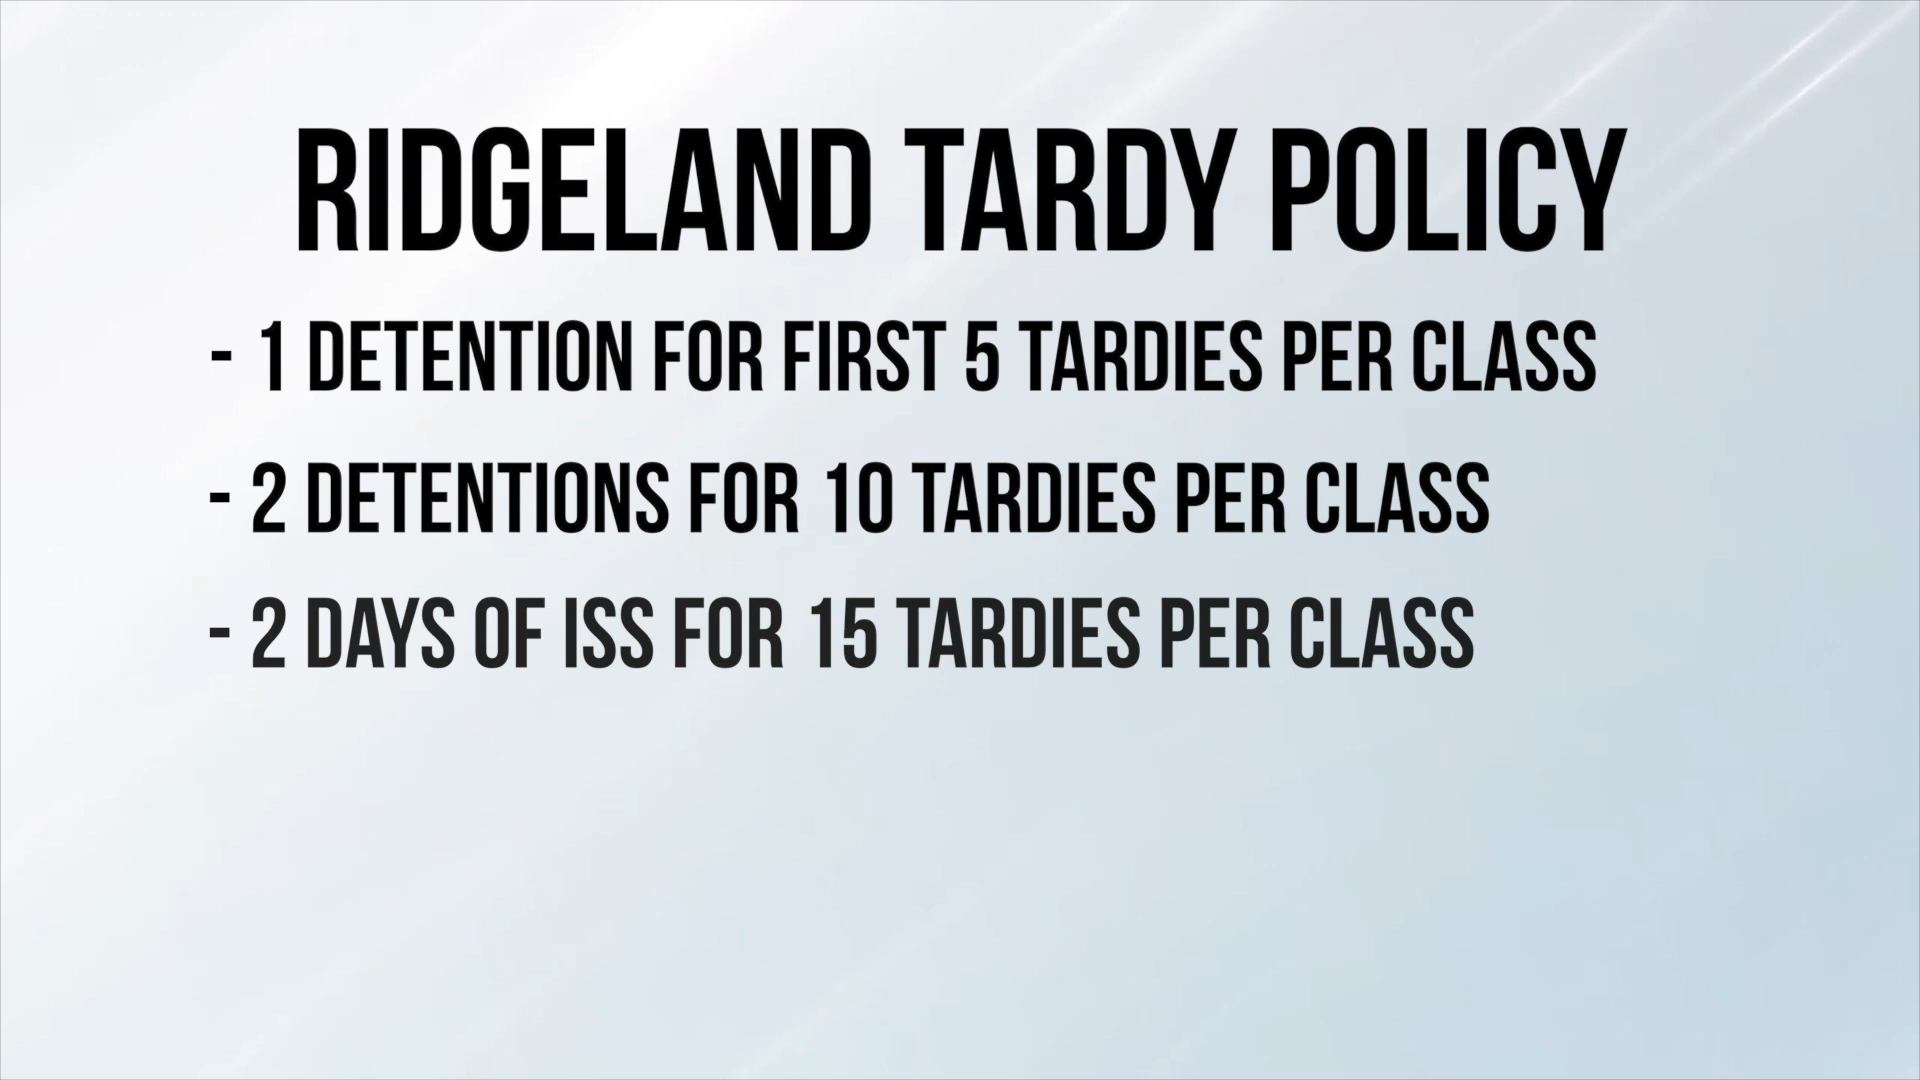 RIDGELAND TARDY POLICY
- 1 DETENTION FOR FIRST 5 TARDIES PER CLASS
- 2 DETENTIONS FOR 10 TARDIES PER CLASS
- 2 DAYS OF ISS FOR 15 TARDIES PER CLASS